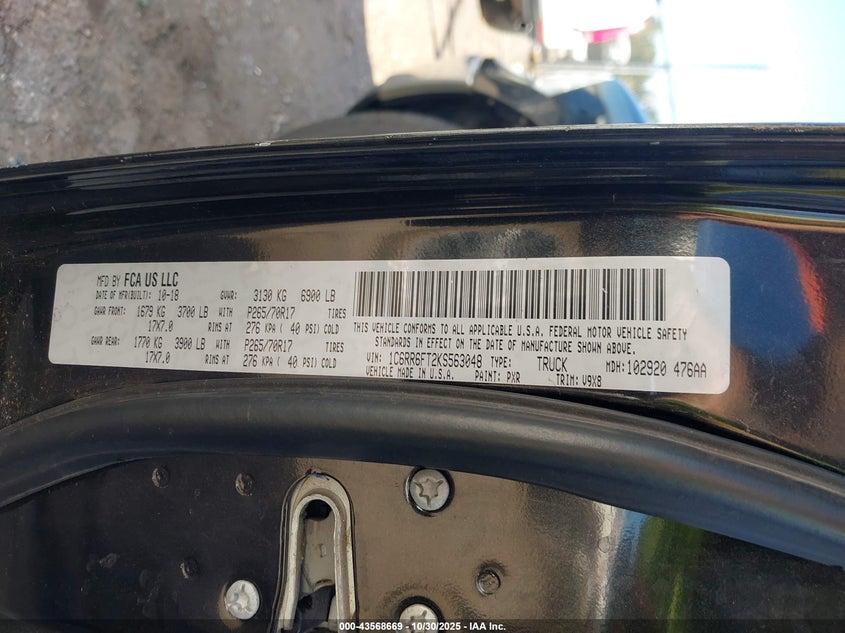 MFD BY FCA US LLC
DATE OF MFR(BUILT): 10-18 GVWR: 3130 KG 6900 LB
GAWR FRONT: 1679 KG 3700 LB WITH P265/70R17 TIRES
17X7.0 RIMS AT 276 KPA ( 40 PSI) COLD
GAWR REAR: 1770 KG 3900 LB WITH P265/70R17 TIRES
17X7.0 RIMS AT 276 KPA ( 40 PSI) COLD
THIS VEHICLE CONFORMS TO ALL APPLICABLE U.S.A. FEDERAL MOTOR VEHICLE SAFETY
STANDARDS IN EFFECT ON THE DATE OF MANUFACTURE SHOWN ABOVE.
VIN: 1C6RR6FT2KS563048 TYPE: TRUCK MDH:102920 476AA
VEHICLE MADE IN U.S.A. PAINT: PXR TRIM: V9X8
000-43568669 - 10/30/2025 - IAA Inc.